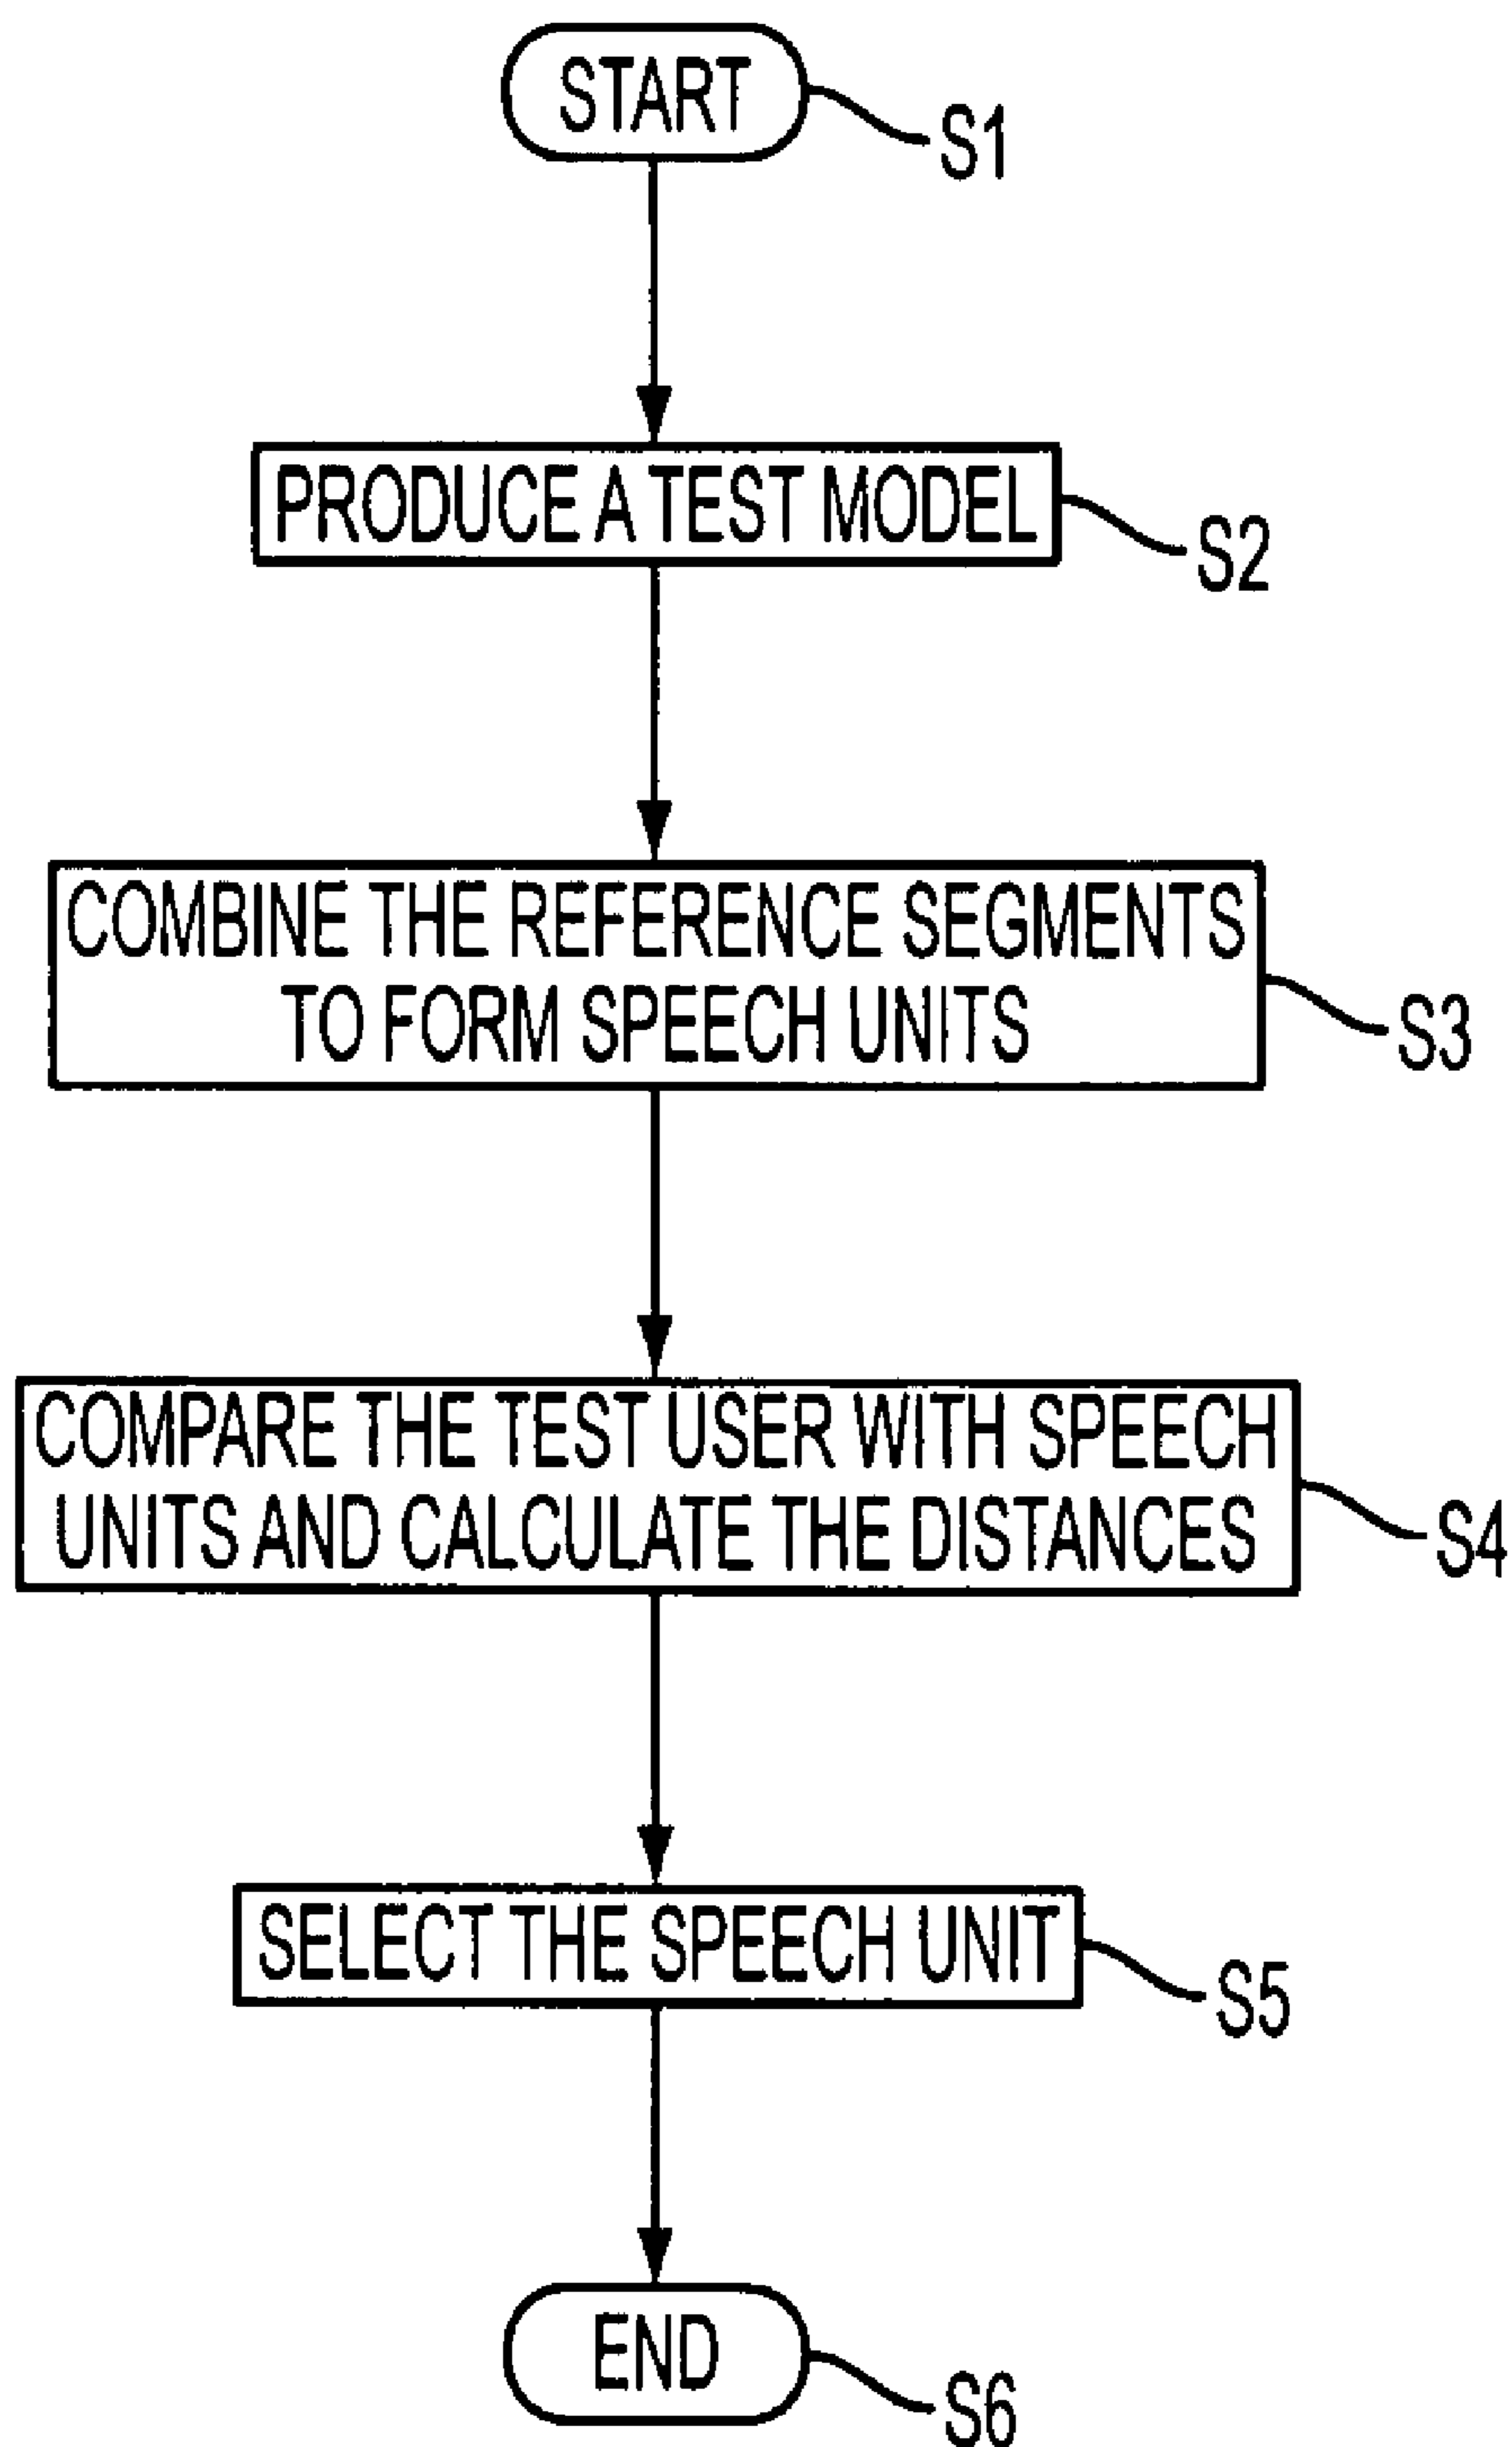 START
S1
PRODUCE A TEST MODEL
S2
COMBINE THE REFERENCE SEGMENTS
TO FORM SPEECH UNITS
S3
COMPARE THE TEST USER WITH SPEECH
UNITS AND CALCULATE THE DISTANCES
S4
SELECT THE SPEECH UNIT
S5
END
S6